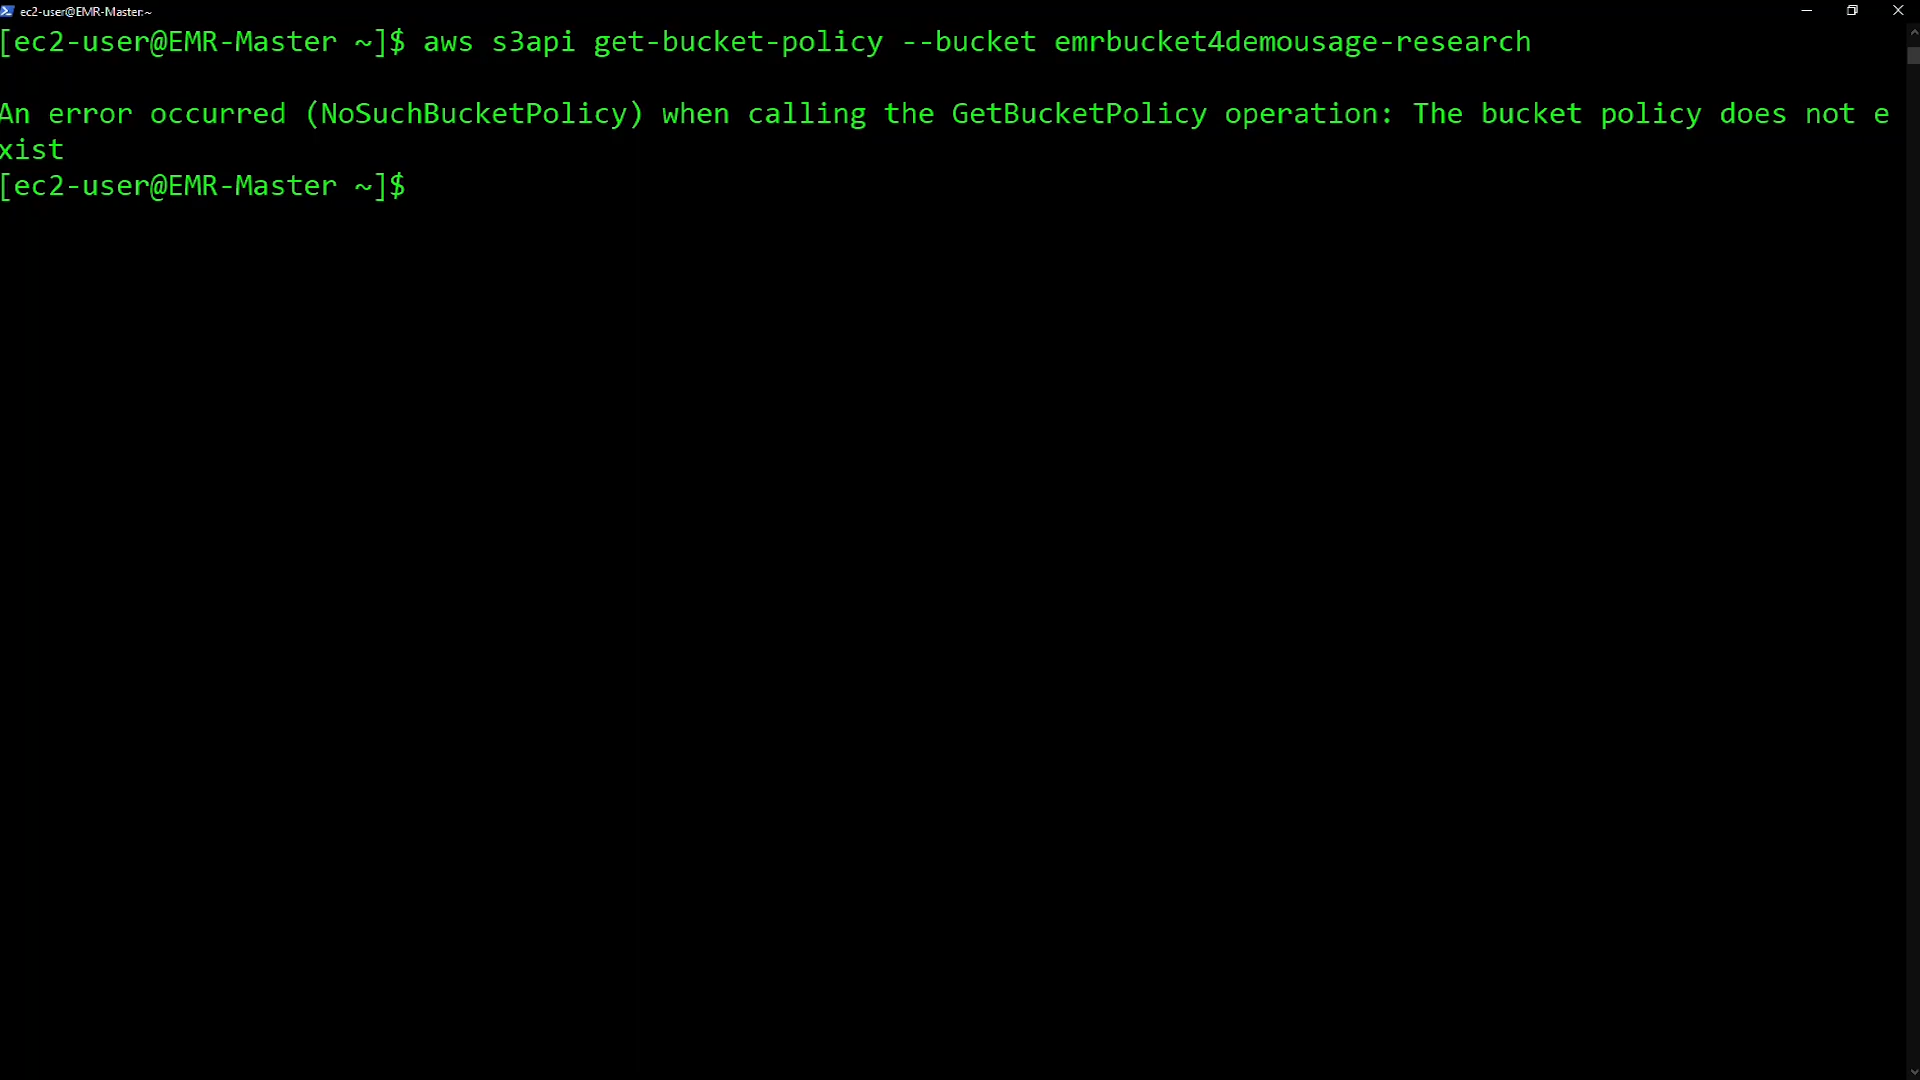 ec2-user@EMR-Master:~
[ec2-user@EMR-Master ~]$ aws s3api get-bucket-policy --bucket emrbucket4demousage-research
An error occurred (NoSuchBucketPolicy) when calling the GetBucketPolicy operation: The bucket policy does not e
xist
[ec2-user@EMR-Master ~]$